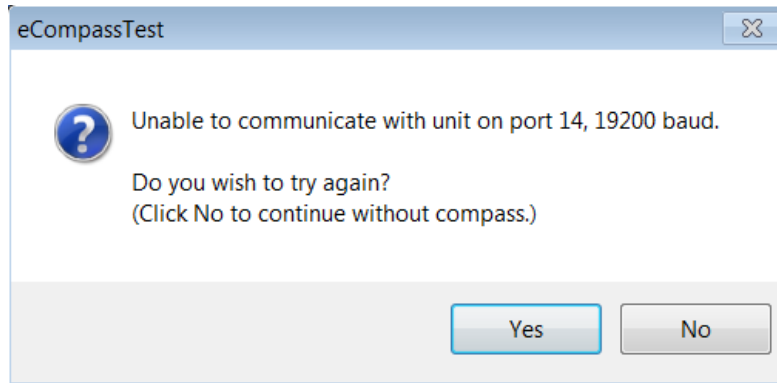 eCompassTest
Unable to communicate with unit on port 14, 19200 baud.
Do you wish to try again?
(Click No to continue without compass.)
Yes
No